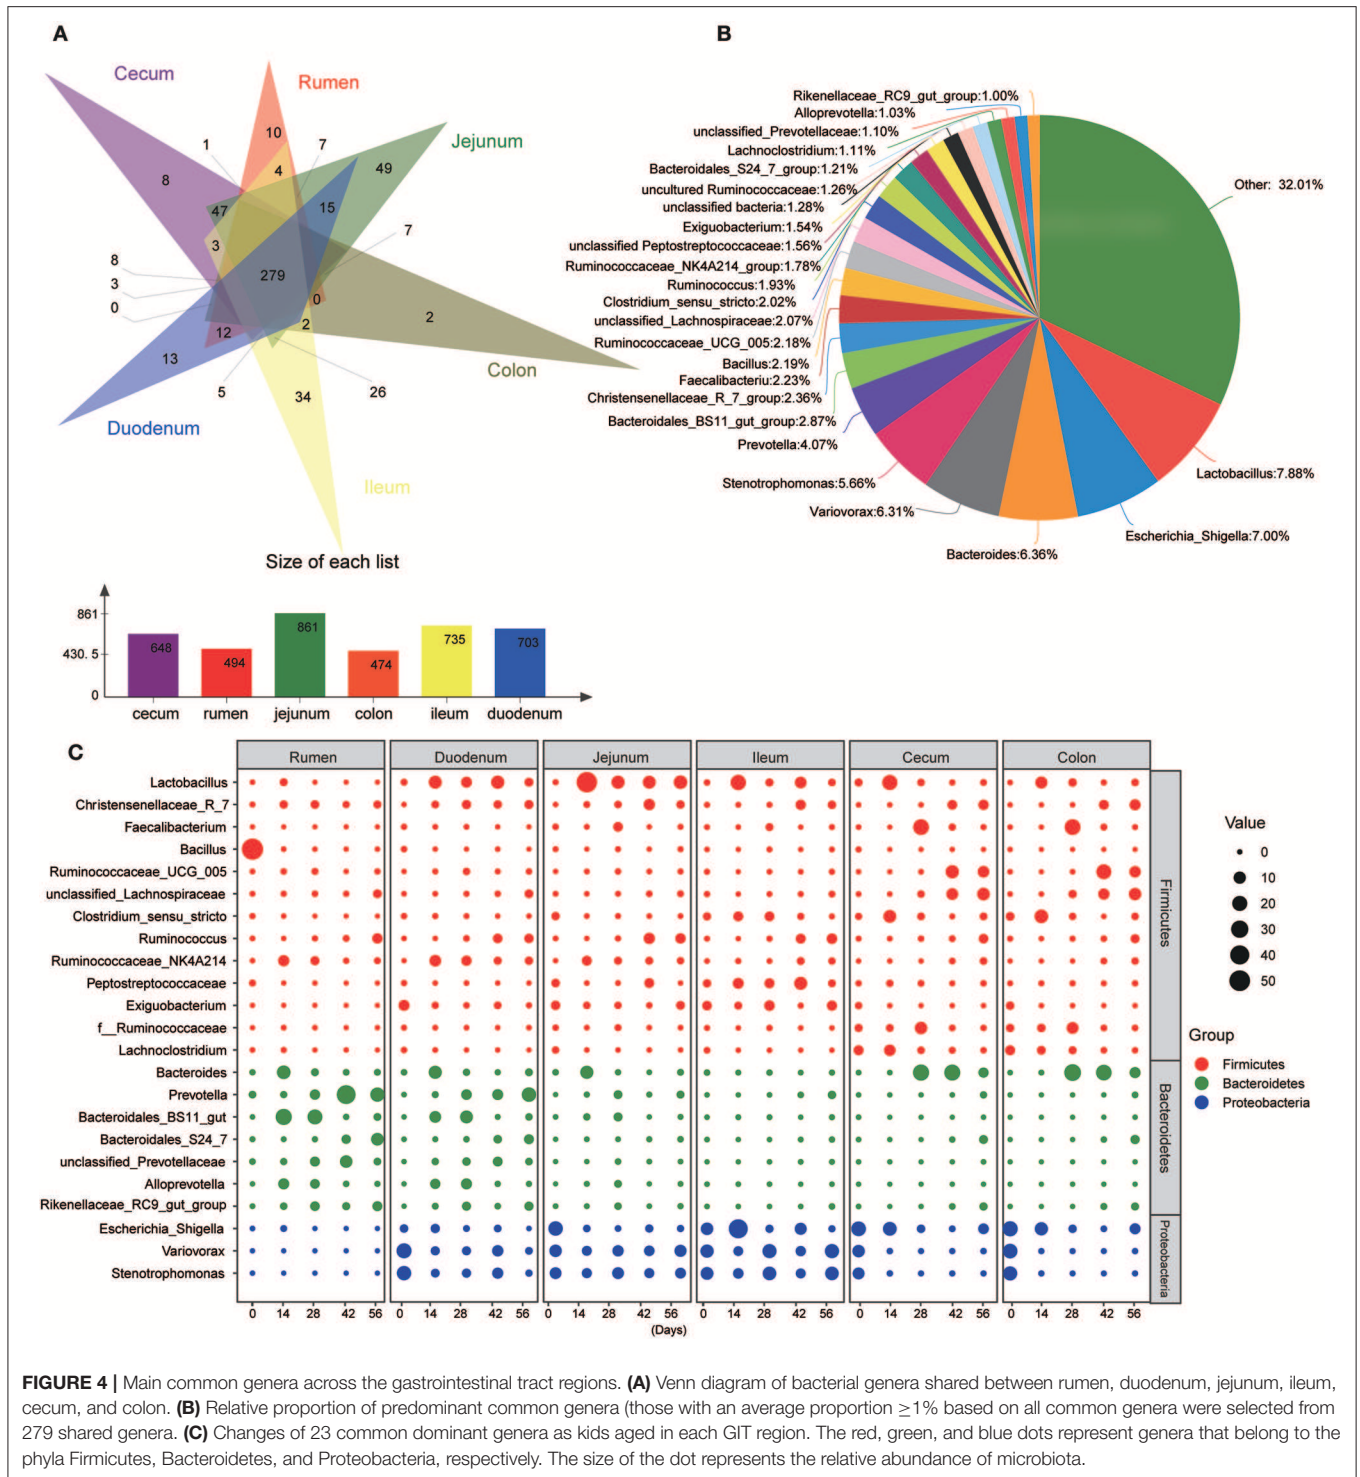 A
Cecum
Rumen
Jejunum
Colon
Ileum
Duodenum
10
1
7
4
49
8
47
15
7
3
8
279
3
0
0
2
12
2
13
5
34
26
Size of each list
861
430. 5
0
648
494
861
474
735
703
cecum
rumen
jejunum
colon
ileum
duodenum
B
Rikenellaceae_RC9_gut_group:1.00%
Alloprevotella:1.03%
unclassified_Prevotellaceae:1.10%
Lachnoclostridium:1.11%
Bacteroidales_S24_7_group:1.21%
uncultured Ruminococcaceae:1.26%
unclassified bacteria:1.28%
Exiguobacterium:1.54%
unclassified Peptostreptococcaceae:1.56%
Ruminococcaceae_NK4A214_group:1.78%
Ruminococcus:1.93%
Clostridium_sensu_stricto:2.02%
unclassified_Lachnospiraceae:2.07%
Ruminococcaceae_UCG_005:2.18%
Bacillus:2.19%
Faecalibacteriu:2.23%
Christensenellaceae_R_7_group:2.36%
Bacteroidales_BS11_gut_group:2.87%
Prevotella:4.07%
Stenotrophomonas:5.66%
Variovorax:6.31%
Bacteroides:6.36%
Escherichia_Shigella:7.00%
Lactobacillus:7.88%
Other: 32.01%
C
Rumen
Duodenum
Jejunum
Ileum
Cecum
Colon
Lactobacillus
Christensenellaceae_R_7
Faecalibacterium
Bacillus
Ruminococcaceae_UCG_005
unclassified_Lachnospiraceae
Clostridium_sensu_stricto
Ruminococcus
Ruminococcaceae_NK4A214
Peptostreptococcaceae
Exiguobacterium
f__Ruminococcaceae
Lachnoclostridium
Bacteroides
Prevotella
Bacteroidales_BS11_gut
Bacteroidales_S24_7
unclassified_Prevotellaceae
Alloprevotella
Rikenellaceae_RC9_gut_group
Escherichia_Shigella
Variovorax
Stenotrophomonas
0 14 28 42 56 0 14 28 42 56 0 14 28 42 56 0 14 28 42 56 0 14 28 42 56 0 14 28 42 56
(Days)
Firmicutes
Bacteroidetes
Proteobacteria
Value
0
10
20
30
40
50
Group
Firmicutes
Bacteroidetes
Proteobacteria
FIGURE 4 | Main common genera across the gastrointestinal tract regions. (A) Venn diagram of bacterial genera shared between rumen, duodenum, jejunum, ileum,
cecum, and colon. (B) Relative proportion of predominant common genera (those with an average proportion ≥1% based on all common genera were selected from
279 shared genera. (C) Changes of 23 common dominant genera as kids aged in each GIT region. The red, green, and blue dots represent genera that belong to the
phyla Firmicutes, Bacteroidetes, and Proteobacteria, respectively. The size of the dot represents the relative abundance of microbiota.